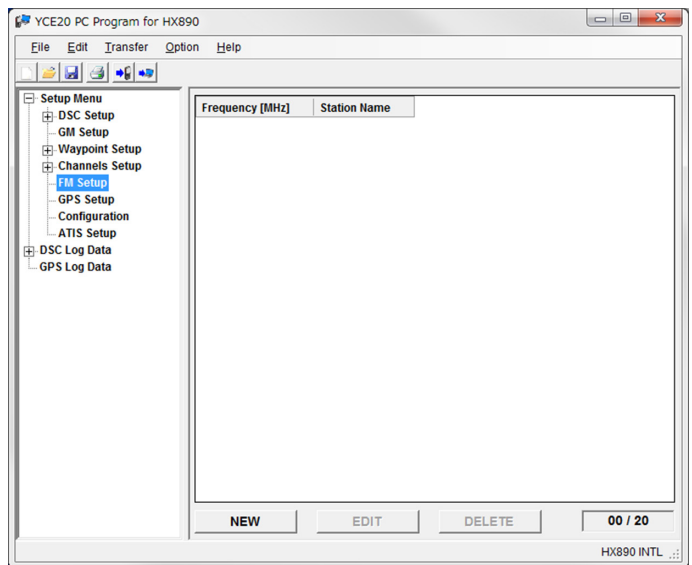 YCE20 PC Program for HX890
File Edit Transfer Option Help
Setup Menu
DSC Setup
GM Setup
Waypoint Setup
Channels Setup
FM Setup
GPS Setup
Configuration
ATIS Setup
DSC Log Data
GPS Log Data
Frequency [MHz] Station Name
NEW EDIT DELETE 00 / 20
HX890 INTL